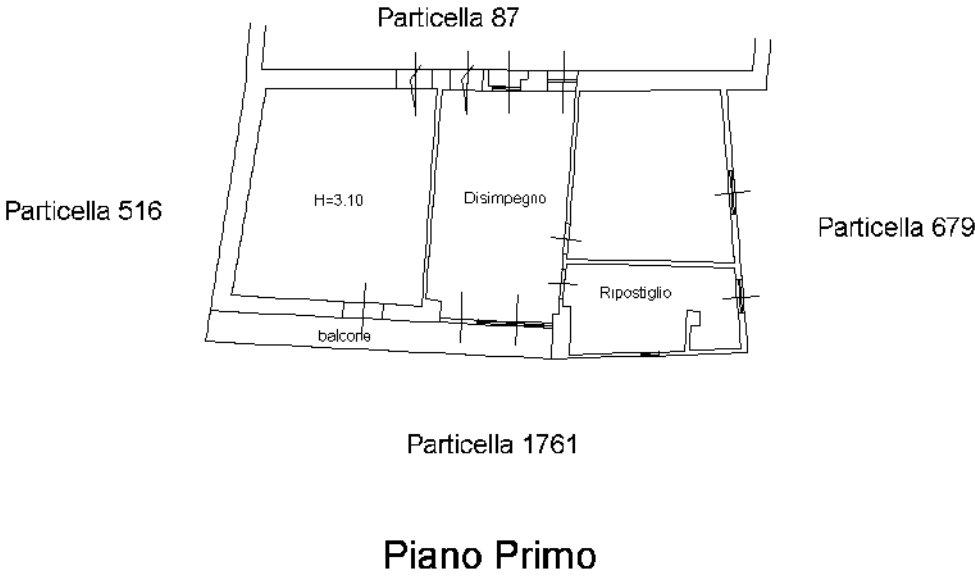 Particella 87
H=3.10
Disimpegno
Particella 516
Particella 679
Ripostiglio
balcone
Particella 1761
Piano Primo